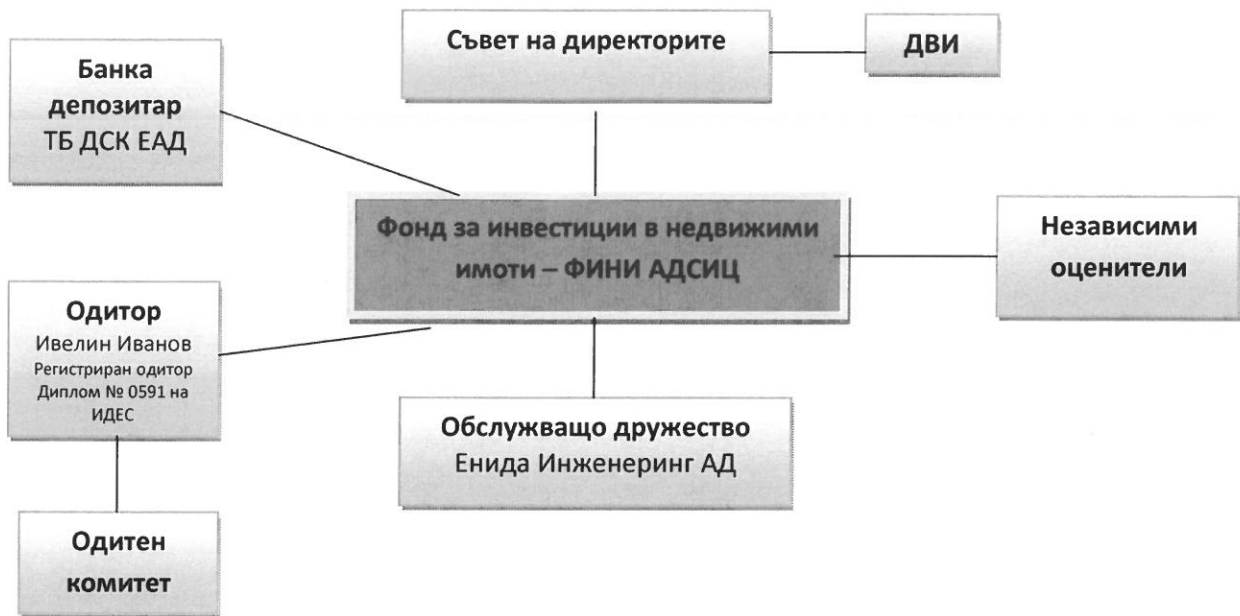 Съвет на директорите
ДВИ
Банка
депозитар
ТБ ДСК ЕАД
Фонд за инвестиции в недвижими
имоти – ФИНИ АДСИЦ
Независими
оценители
Одитор
Ивелин Иванов
Регистриран одитор
Диплом № 0591 на
ИДЕС
Обслужващо дружество
Енида Инженеринг АД
Одитен
комитет